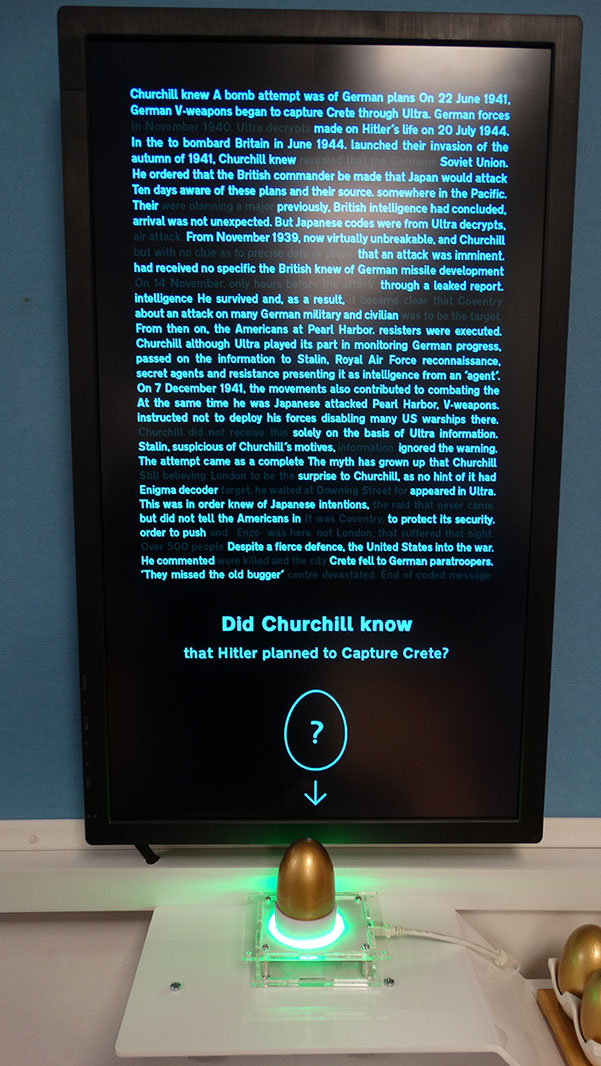 Churchill knew A bomb attempt was of German plans On 22 June 1941,
German V-weapons began to capture Crete through Ultra. German forces
In November 1940, Ultra decrypts made on Hitler's life on 20 July 1944.
In the to bombard Britain in June 1944. launched their invasion of the
autumn of 1941, Churchill knew revealed that the Germans Soviet Union.
He ordered that the British commander be made that Japan would attack
Ten days aware of these plans and their source. somewhere in the Pacific.
Their were planning a major previously, British intelligence had concluded,
arrival was not unexpected. But Japanese codes were from Ultra decrypts,
air attack. From November 1939, now virtually unbreakable, and Churchill
but with no clue as to precise date or place that an attack was imminent.
had received no specific the British knew of German missile development
On 14 November, only hours before the attack, through a leaked report.
intelligence He survived and, as a result, it became clear that Coventry
about an attack on many German military and civilian was to be the target.
From then on, the Americans at Pearl Harbor. resisters were executed.
Churchill although Ultra played its part in monitoring German progress,
passed on the information to Stalin, Royal Air Force reconnaissance,
secret agents and resistance presenting it as intelligence from an 'agent'.
On 7 December 1941, the movements also contributed to combating the
At the same time he was Japanese attacked Pearl Harbor, V-weapons.
instructed not to deploy his forces disabling many US warships there.
Churchill did not receive this solely on the basis of Ultra information.
Stalin, suspicious of Churchill's motives, information ignored the warning.
The attempt came as a complete The myth has grown up that Churchill
Still believing London to be the surprise to Churchill, as no hint of it had
Enigma decoder target, he waited at Downing Street for appeared in Ultra.
This was in order knew of Japanese intentions, the raid that never came.
but did not tell the Americans in It was Coventry, to protect its security.
order to push and Enzo was here not London, that suffered that night.
Over 500 people Despite a fierce defence, the United States into the war.
He commented were killed and the city Crete fell to German paratroopers.
'They missed the old bugger' centre devastated. End of coded message.
Did Churchill know
that Hitler planned to Capture Crete?
?